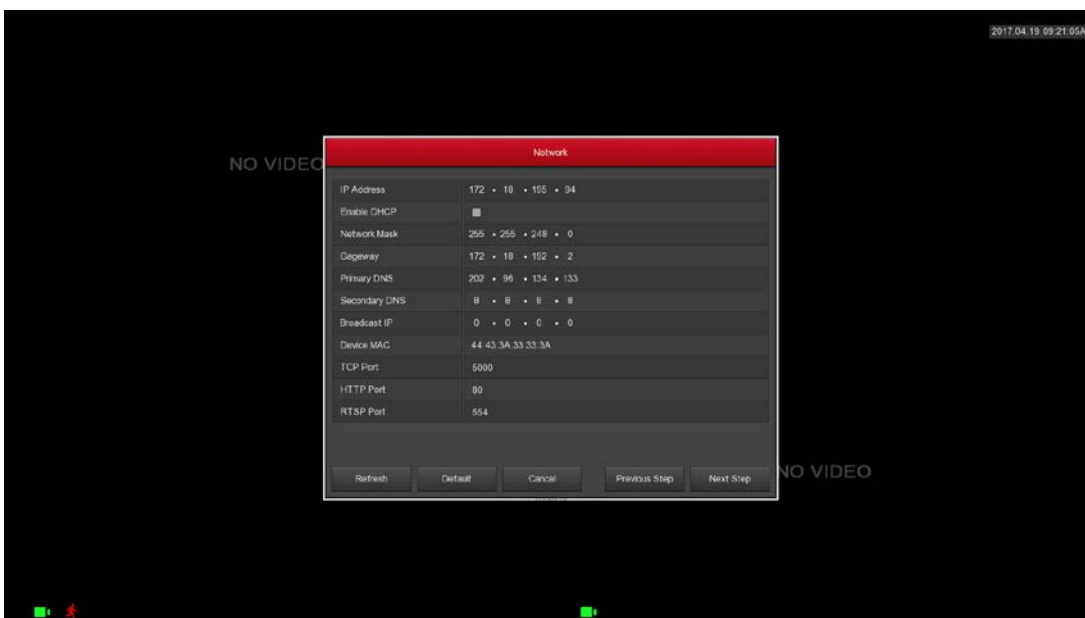 2017.04.19 09:21:05A
NO VIDEO
Network
IP Address 172 . 18 . 195 . 94
Enable DHCP
Network Mask 255 . 255 . 248 . 0
Gageway 172 . 18 . 192 . 2
Primary DNS 202 . 96 . 134 . 133
Secondary DNS 8 . 8 . 8 . 8
Broadcast IP 0 . 0 . 0 . 0
Device MAC 44:43:3A:33:33:3A
TCP Port 5000
HTTP Port 80
RTSP Port 554
NO VIDEO
Refresh Default Cancel Previous Step Next Step